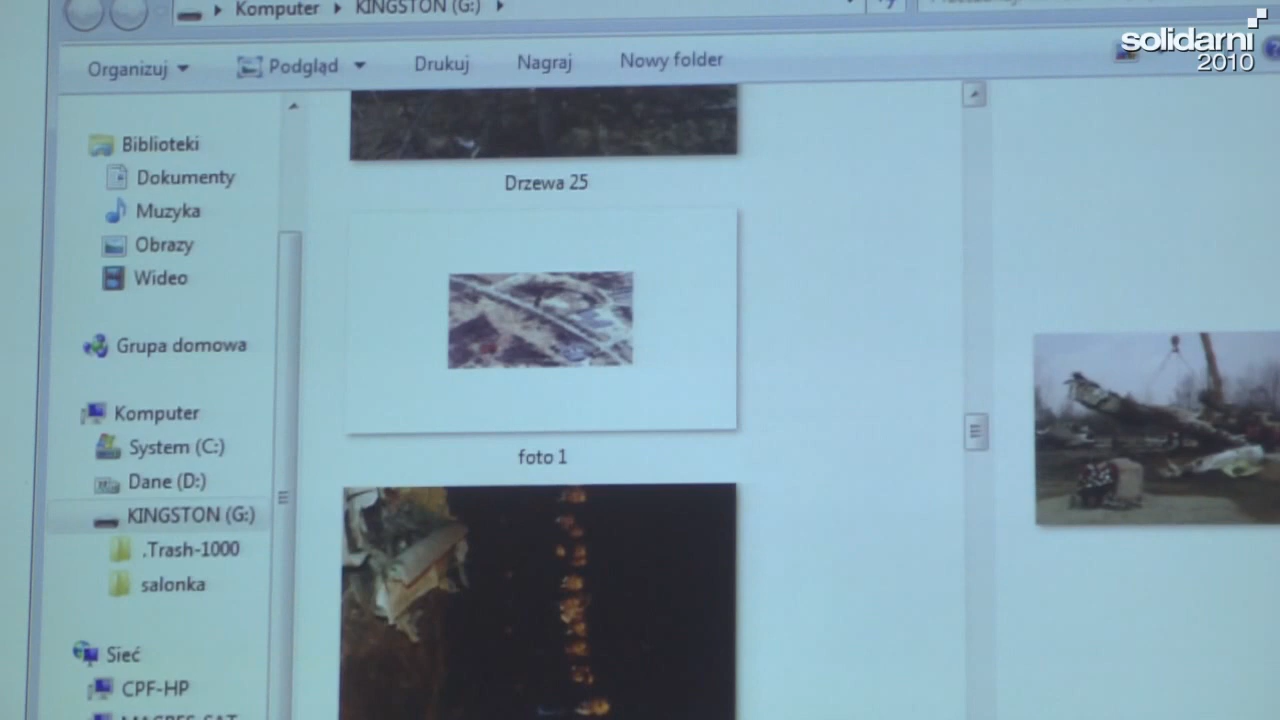 Komputer
KINGSTON (G:)
solidarni
2010
Organizuj
Podgląd
Drukuj
Nagraj
Nowy folder
Biblioteki
Dokumenty
Muzyka
Obrazy
Wideo
Grupa domowa
Komputer
System (C:)
Dane (D:)
KINGSTON (G:)
.Trash-1000
salonka
Sieć
CPF-HP
Drzewa 25
foto 1